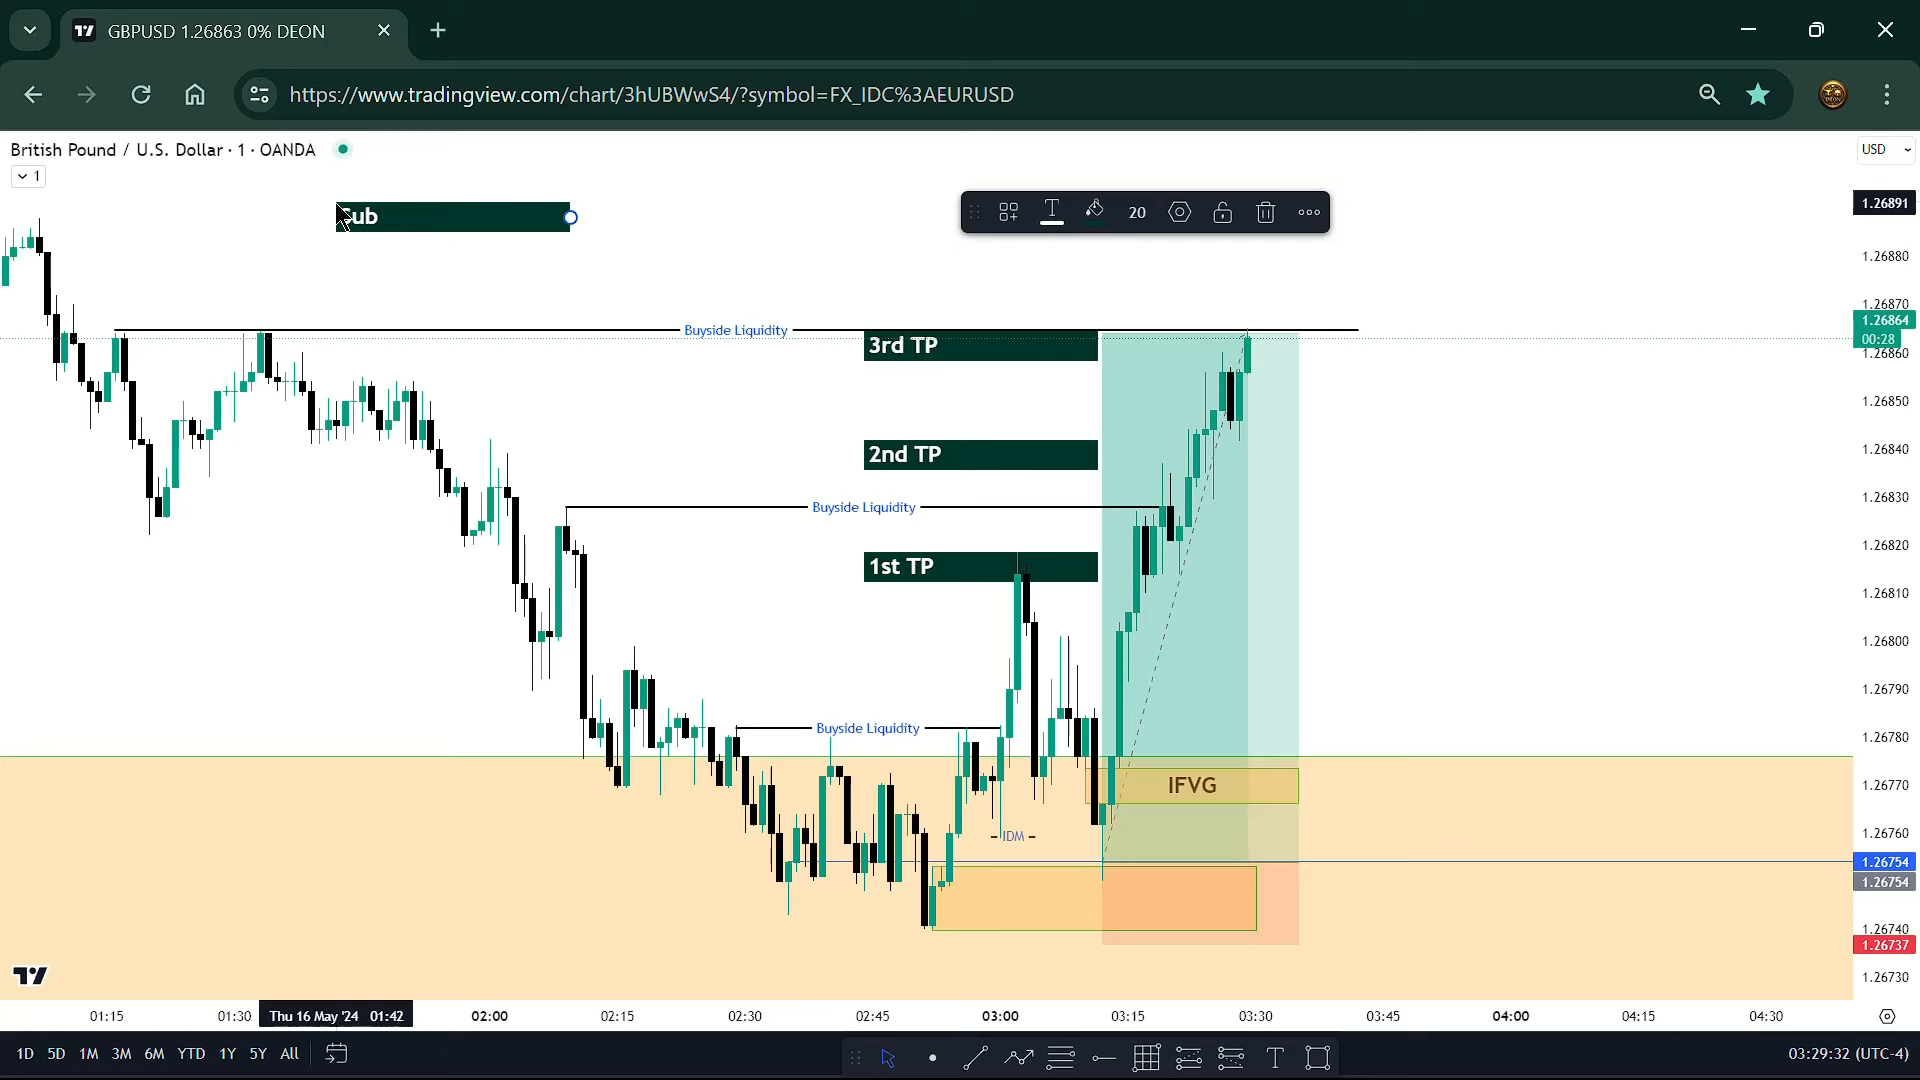 GBPUSD 1.26863 0% DEON
https://www.tradingview.com/chart/3hUBWwS4/?symbol=FX_IDC%3AEURUSD
British Pound / U.S. Dollar · 1 · OANDA
USD
1
Sub
20
1.26891
1.26880
1.26870
1.26864
00:28
1.26860
1.26850
1.26840
1.26830
1.26820
1.26810
1.26800
1.26790
1.26780
1.26770
1.26760
1.26754
1.26754
1.26740
1.26737
1.26730
Buyside Liquidity
3rd TP
2nd TP
Buyside Liquidity
1st TP
Buyside Liquidity
IFVG
IDM
01:15
01:30
Thu 16 May '24 01:42
02:00
02:15
02:30
02:45
03:00
03:15
03:30
03:45
04:00
04:15
04:30
1D 5D 1M 3M 6M YTD 1Y 5Y All
03:29:32 (UTC-4)